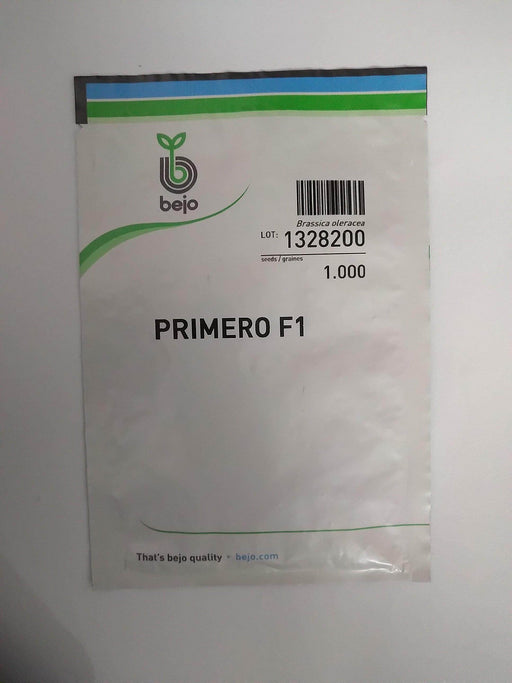 bejo
Brassica oleracea
LOT: 1328200
seeds / graines
1.000
PRIMERO F1
That's bejo quality • bejo.com